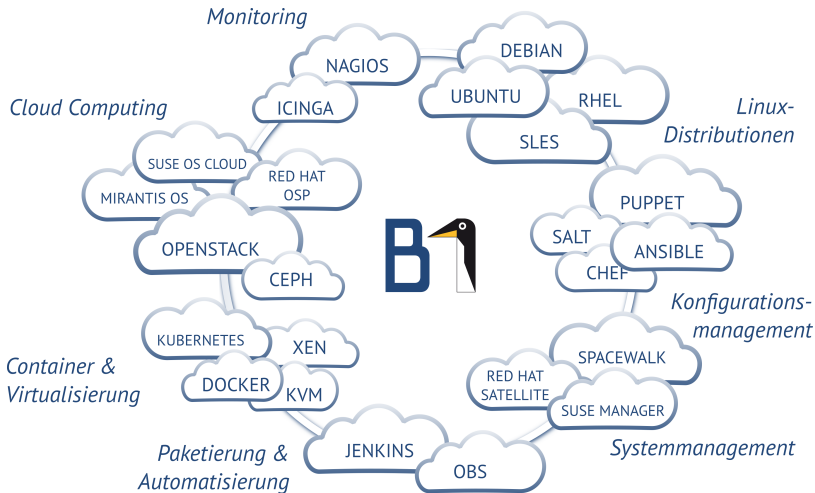 Monitoring
NAGIOS
ICINGA
DEBIAN
UBUNTU
RHEL
SLES
Linux-
Distributionen
Cloud Computing
SUSE OS CLOUD
MIRANTIS OS
RED HAT
OSP
OPENSTACK
CEPH
B1
PUPPET
SALT
ANSIBLE
CHEF
Konfigurations-
management
KUBERNETES
XEN
DOCKER
KVM
Container &
Virtualisierung
SPACEWALK
RED HAT
SATELLITE
SUSE MANAGER
Systemmanagement
JENKINS
OBS
Paketierung &
Automatisierung